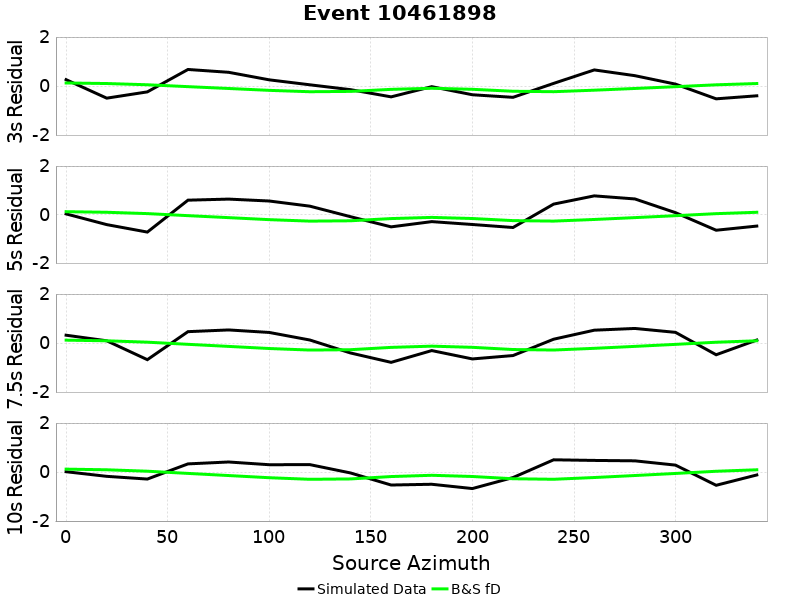 Event 10461898
3s Residual
2
0
-2
5s Residual
2
0
-2
7.5s Residual
2
0
-2
10s Residual
2
0
-2
0 50 100 150 200 250 300
Source Azimuth
Simulated Data B&S fD